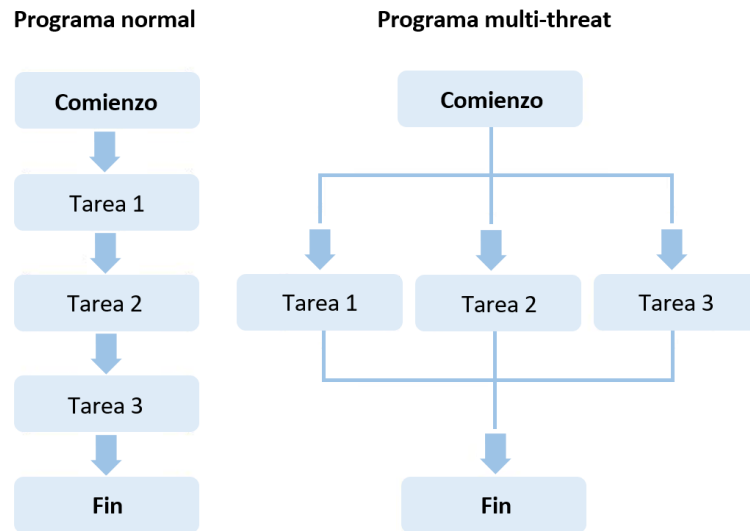 Programa normal
Comienzo
Tarea 1
Tarea 2
Tarea 3
Fin
Programa multi-threat
Comienzo
Tarea 1
Tarea 2
Tarea 3
Fin